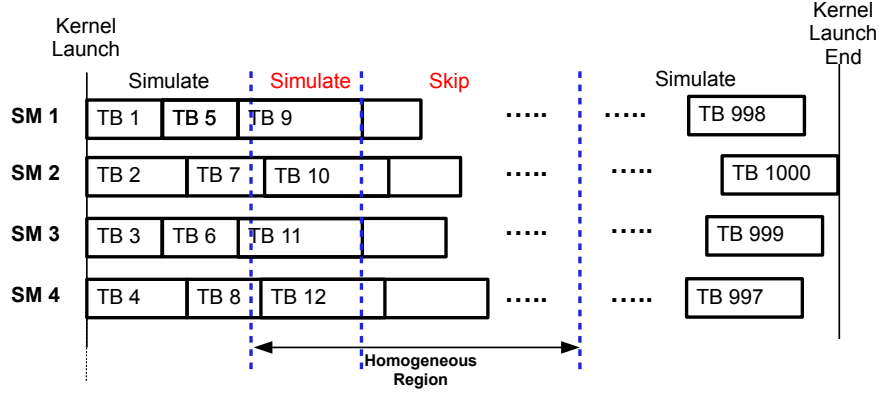 Kernel
Launch
Kernel
Launch
End
Simulate Simulate Skip Simulate
SM 1 TB 1 TB 5 TB 9 ..... ..... TB 998
SM 2 TB 2 TB 7 TB 10 ..... ..... TB 1000
SM 3 TB 3 TB 6 TB 11 ..... ..... TB 999
SM 4 TB 4 TB 8 TB 12 ..... ..... TB 997
Homogeneous
Region